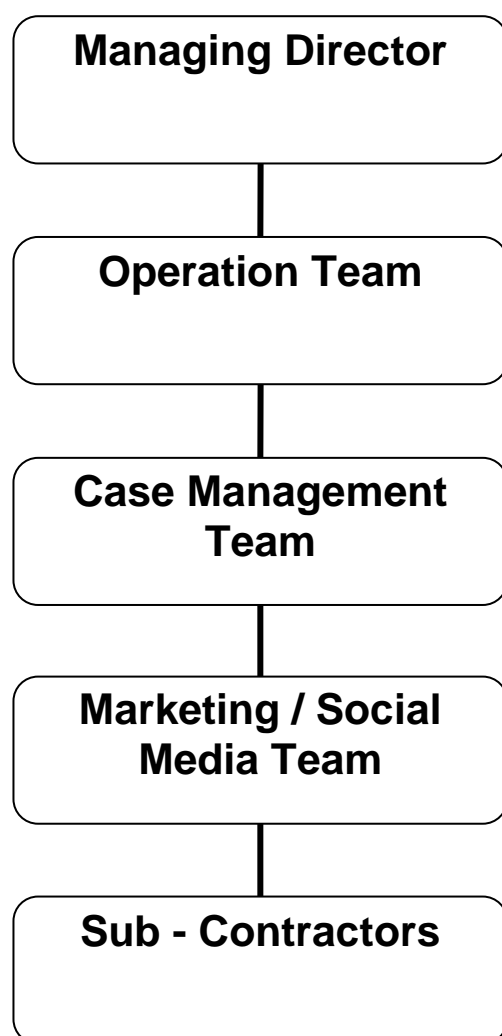 Managing Director
Operation Team
Case Management
Team
Marketing / Social
Media Team
Sub - Contractors